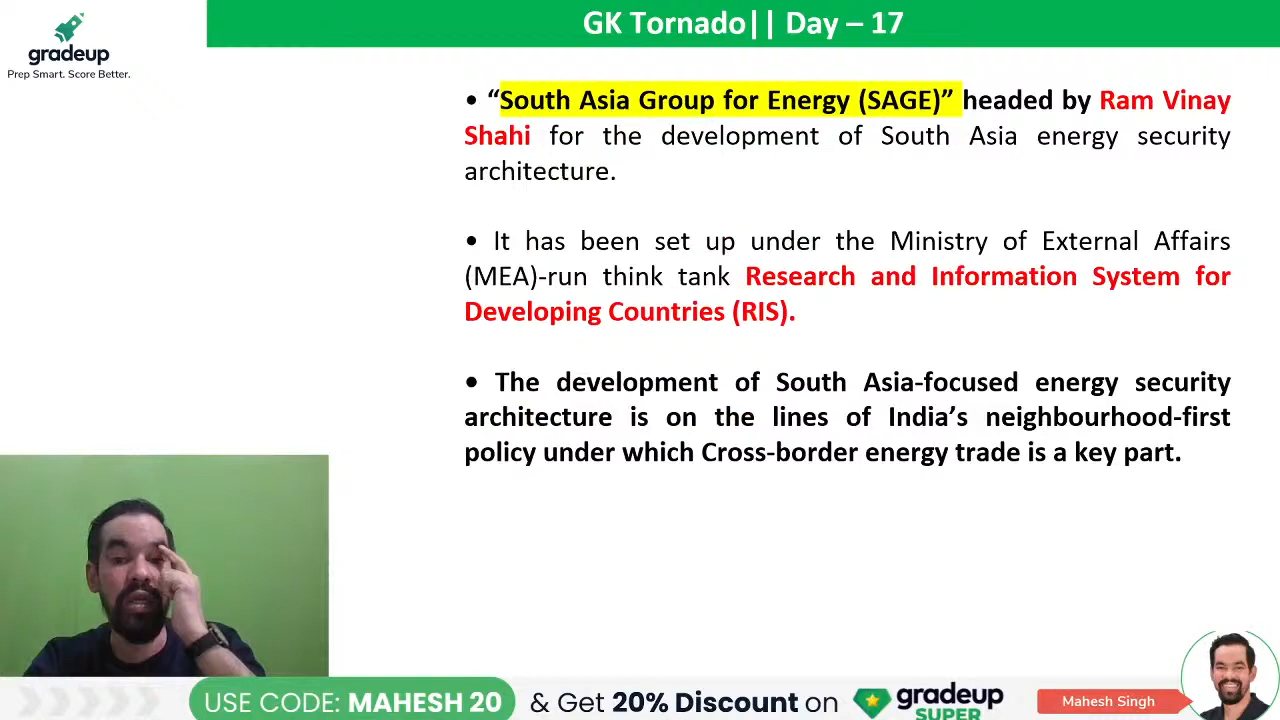 gradeup
Prep Smart. Score Better.
GK Tornado|| Day – 17
• “South Asia Group for Energy (SAGE)” headed by Ram Vinay
Shahi for the development of South Asia energy security
architecture.
• It has been set up under the Ministry of External Affairs
(MEA)-run think tank Research and Information System for
Developing Countries (RIS).
• The development of South Asia-focused energy security
architecture is on the lines of India’s neighbourhood-first
policy under which Cross-border energy trade is a key part.
USE CODE: MAHESH 20 & Get 20% Discount on gradeup
SUPER
Mahesh Singh